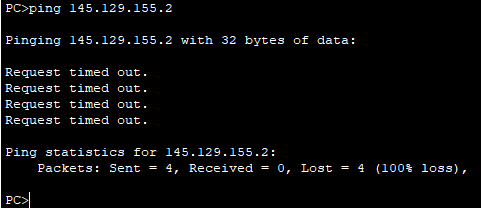 PC>ping 145.129.155.2
Pinging 145.129.155.2 with 32 bytes of data:
Request timed out.
Request timed out.
Request timed out.
Request timed out.
Ping statistics for 145.129.155.2:
Packets: Sent = 4, Received = 0, Lost = 4 (100% loss),
PC>